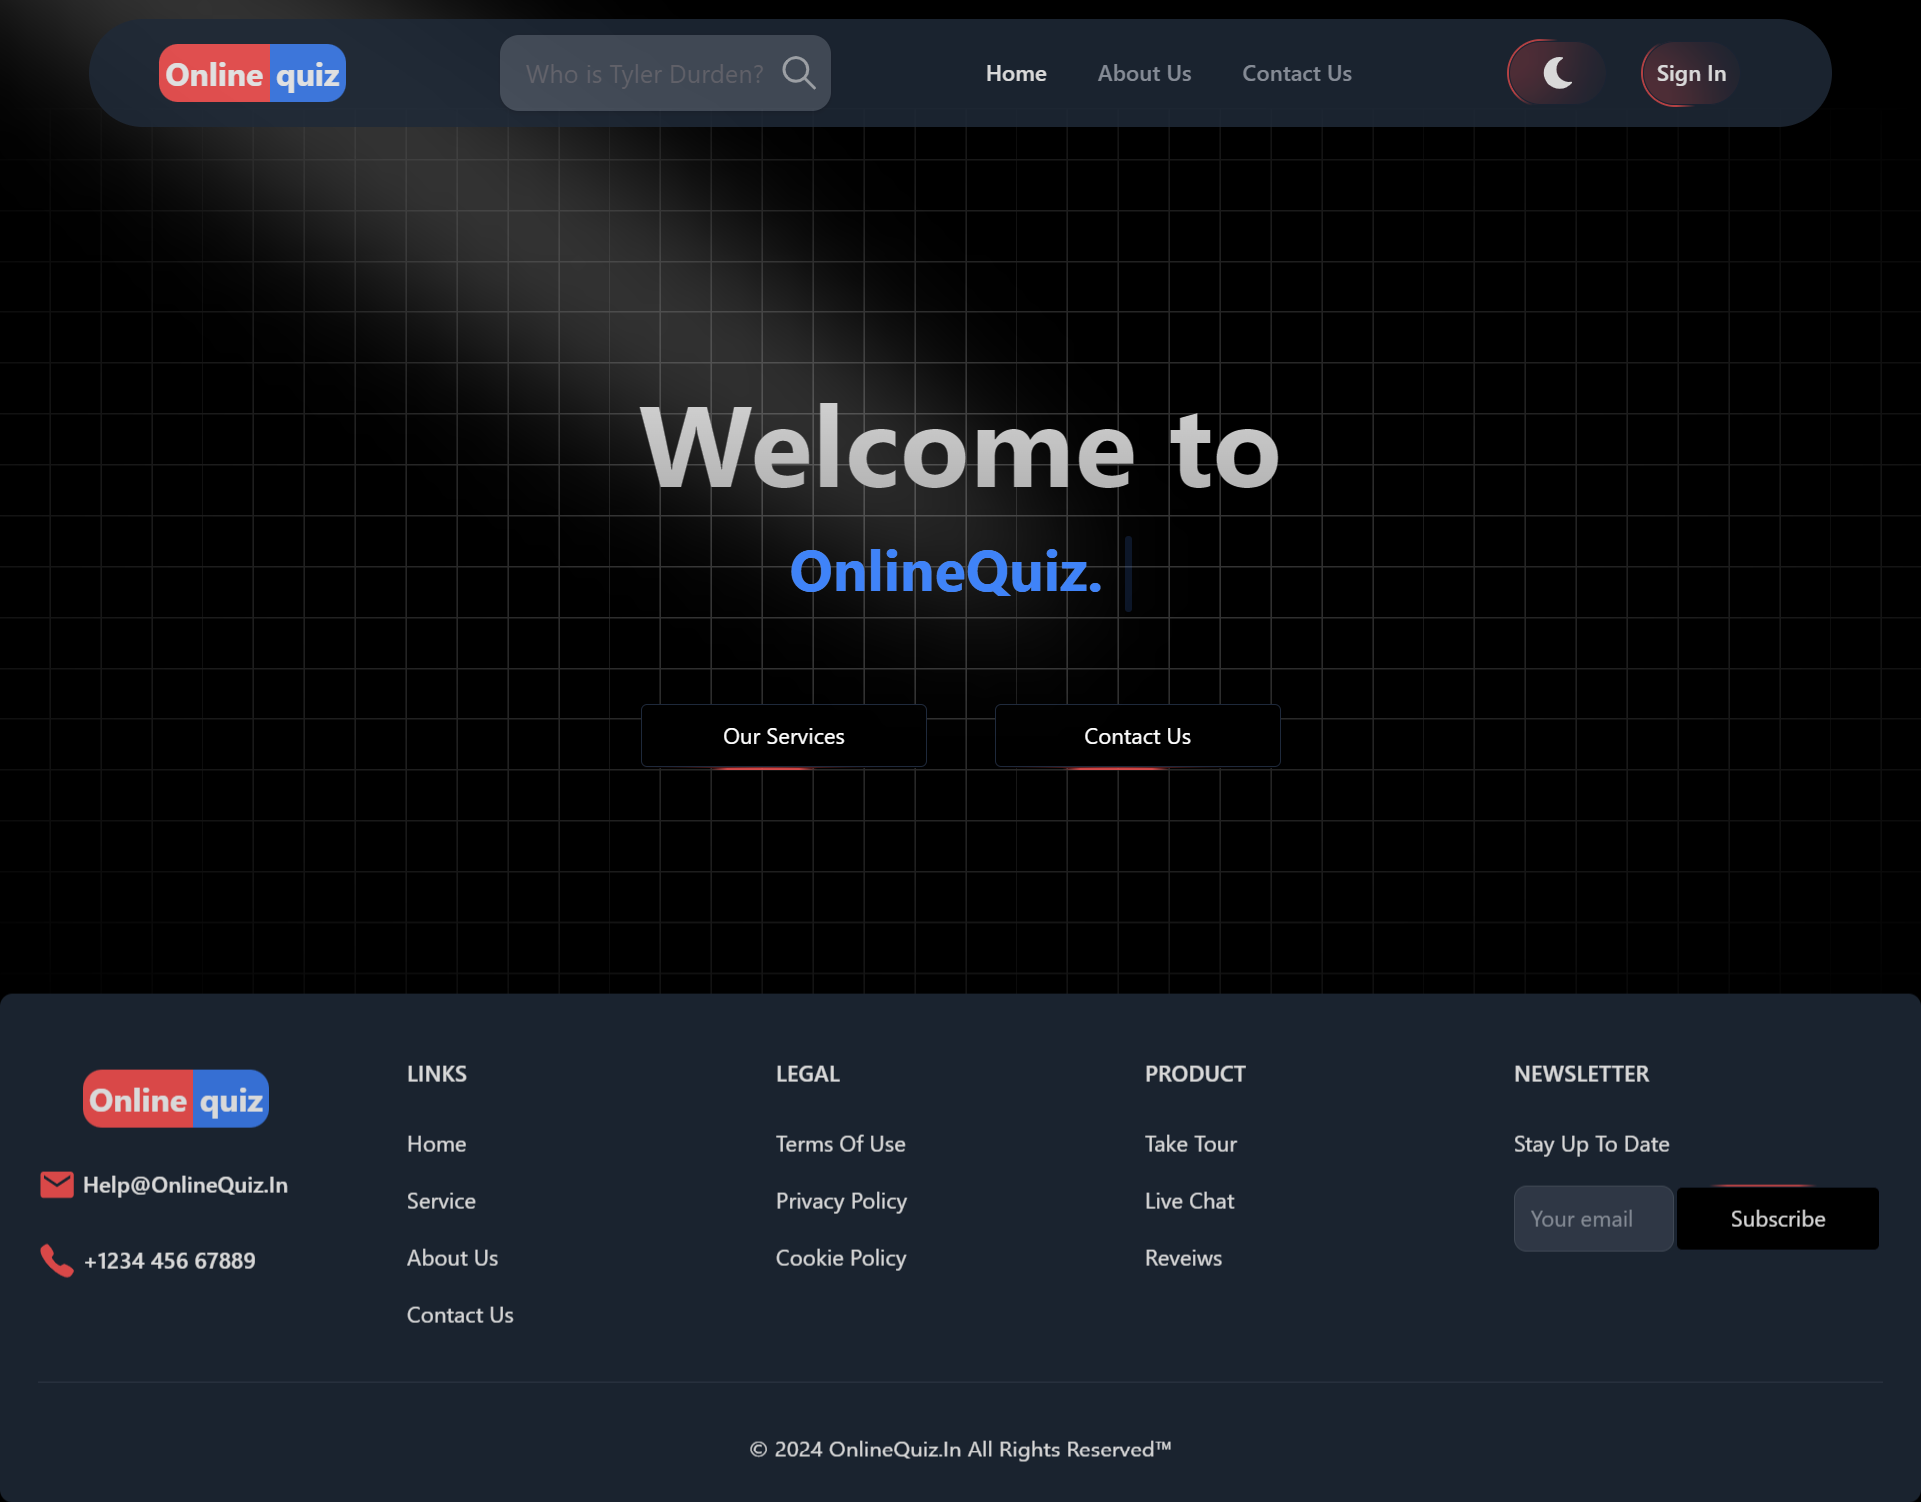 Online quiz
Who is Tyler Durden?
Home
About Us
Contact Us
Sign In
Welcome to
OnlineQuiz.
Our Services
Contact Us
Online quiz
Help@OnlineQuiz.In
+1234 456 67889
LINKS
Home
Service
About Us
Contact Us
LEGAL
Terms Of Use
Privacy Policy
Cookie Policy
PRODUCT
Take Tour
Live Chat
Reveiws
NEWSLETTER
Stay Up To Date
Your email
Subscribe
© 2024 OnlineQuiz.In All Rights Reserved™